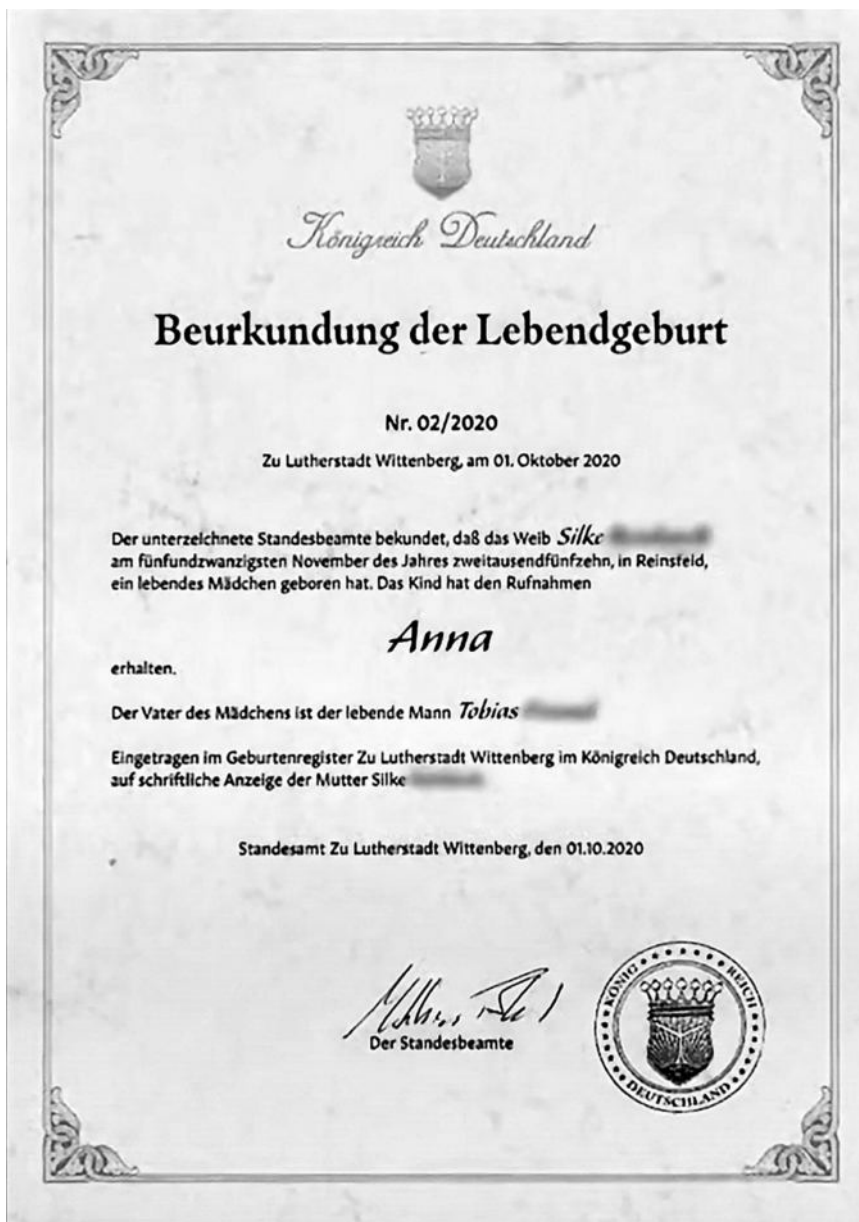 Königreich Deutschland
Beurkundung der Lebendgeburt
Nr. 02/2020
Zu Lutherstadt Wittenberg, am 01. Oktober 2020
Der unterzeichnete Standesbeamte bekundet, daß das Weib Silke
am fünfundzwanzigsten November des Jahres zweitausendfünfzehn, in Reinsfeld,
ein lebendes Mädchen geboren hat. Das Kind hat den Rufnahmen
Anna
erhalten.
Der Vater des Mädchens ist der lebende Mann Tobias
Eingetragen im Geburtenregister Zu Lutherstadt Wittenberg im Königreich Deutschland,
auf schriftliche Anzeige der Mutter Silke
Standesamt Zu Lutherstadt Wittenberg, den 01.10.2020
Der Standesbeamte
KÖNIG REICH
DEUTSCHLAND